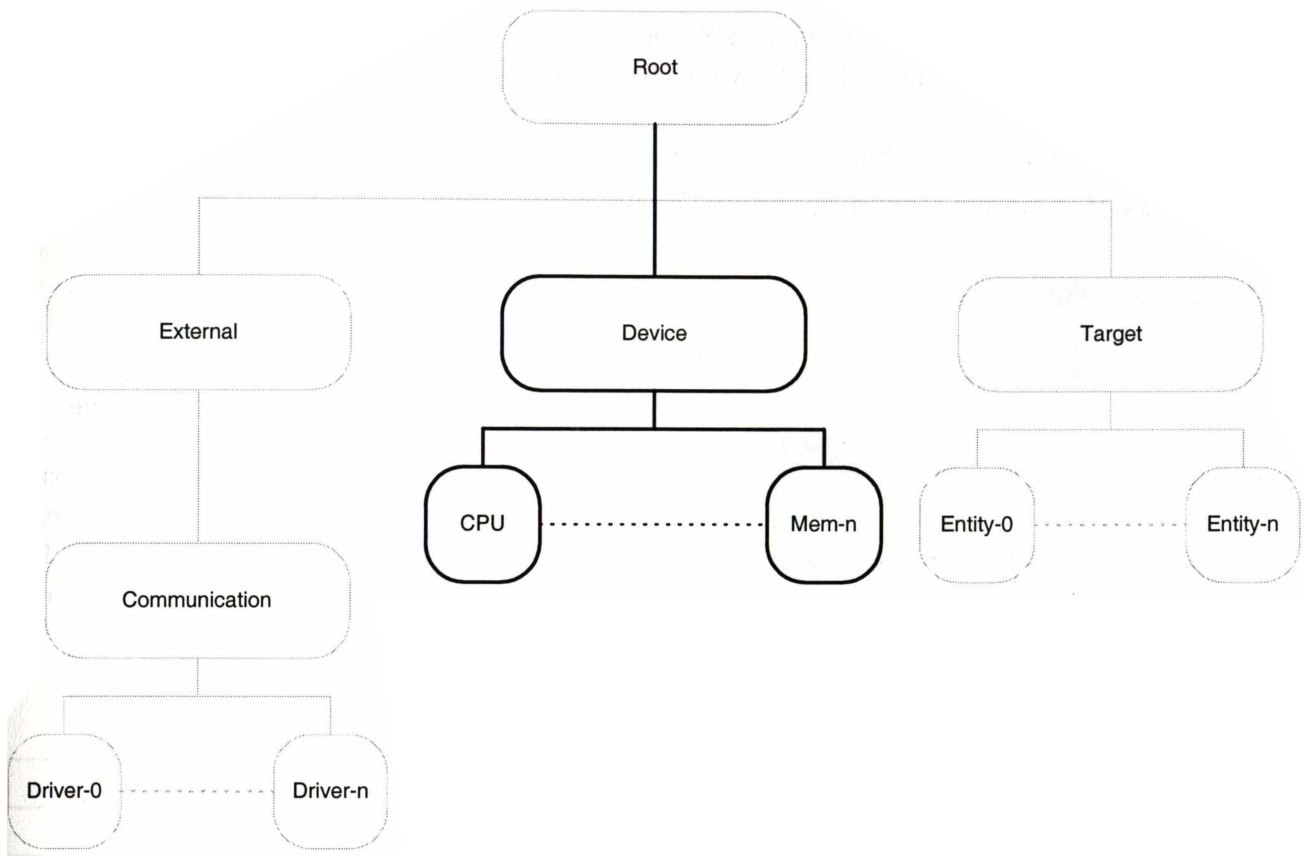 Root
External
Device
Target
CPU
Mem-n
Entity-0
Entity-n
Communication
Driver-0
Driver-n